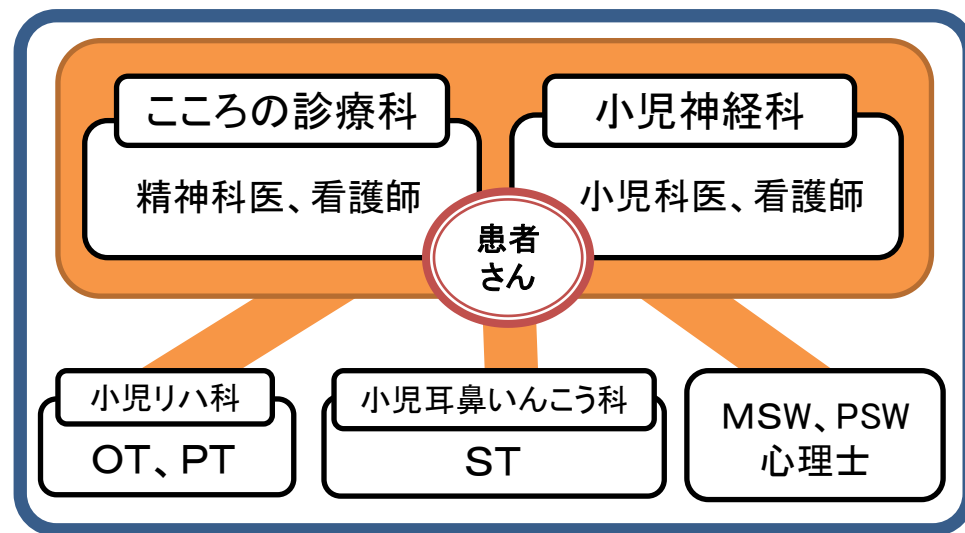 こころの診療科
精神科医、看護師
小児神経科
小児科医、看護師
患者
さん
小児リハ科
ＯＴ、ＰＴ
小児耳鼻いんこう科
ＳＴ
ＭＳＷ、PSW
心理士